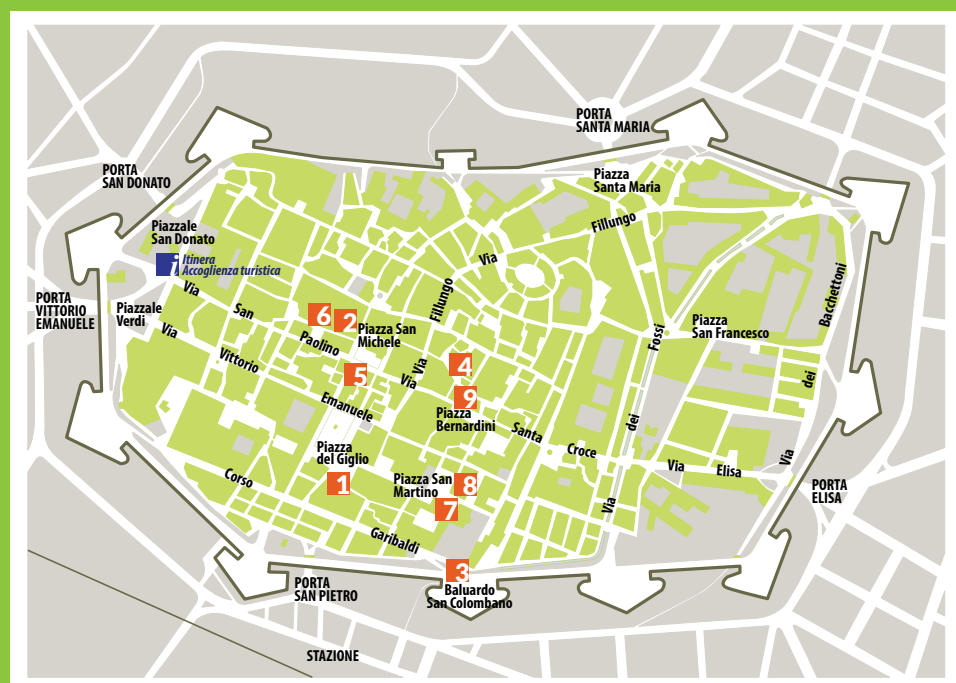 PORTA
SANTA MARIA
PORTA
SAN DONATO
Piazza
Santa Maria
Fillungo
Piazzale
San Donato
i Itinera
Accoglienza turistica
Via
Bacchettoni
PORTA
VITTORIO
EMANUELE
Piazzale
Verdi
Via
San
Paolino
Fillungo
6
2
Piazza San
Michele
Piazza
San Francesco
Fossi
Via
Vittorio
Emanuele
5
Via
Via
4
9
Piazza
Bernardini
dei
Santa
Croce
dei
Via
Elisa
Via
Piazza
del Giglio
1
Corso
Garibaldi
Piazza San
Martino
8
7
Via
PORTA
ELISA
3
Baluardo
San Colombano
PORTA
SAN PIETRO
STAZIONE